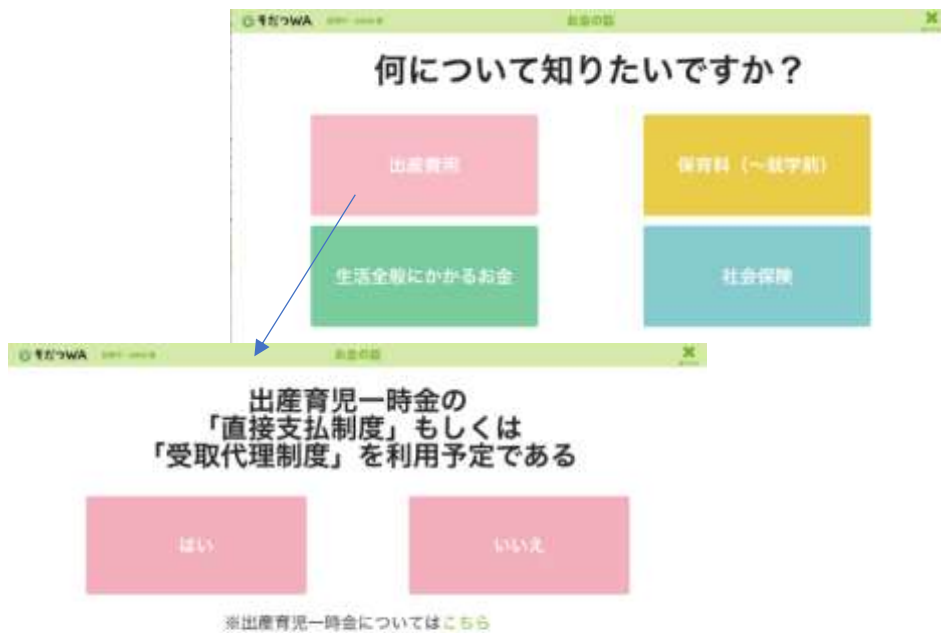 そだつWA
お金の話
何について知りたいですか？
出産費用
保育料（～就学前）
生活全般にかかるお金
社会保険
そだつWA
お金の話
出産育児一時金の
「直接支払制度」もしくは
「受取代理制度」を利用予定である
はい
いいえ
※出産育児一時金についてはこちら